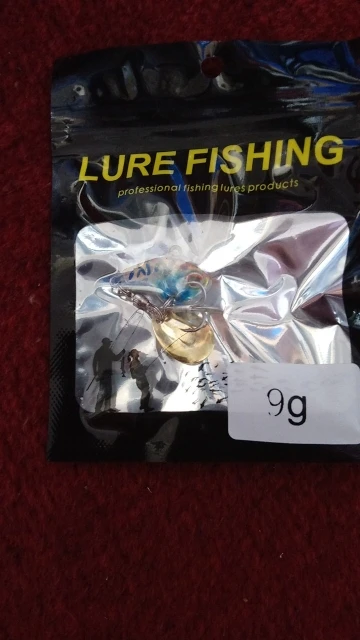 LURE FISHING
professional fishing lures products
9g